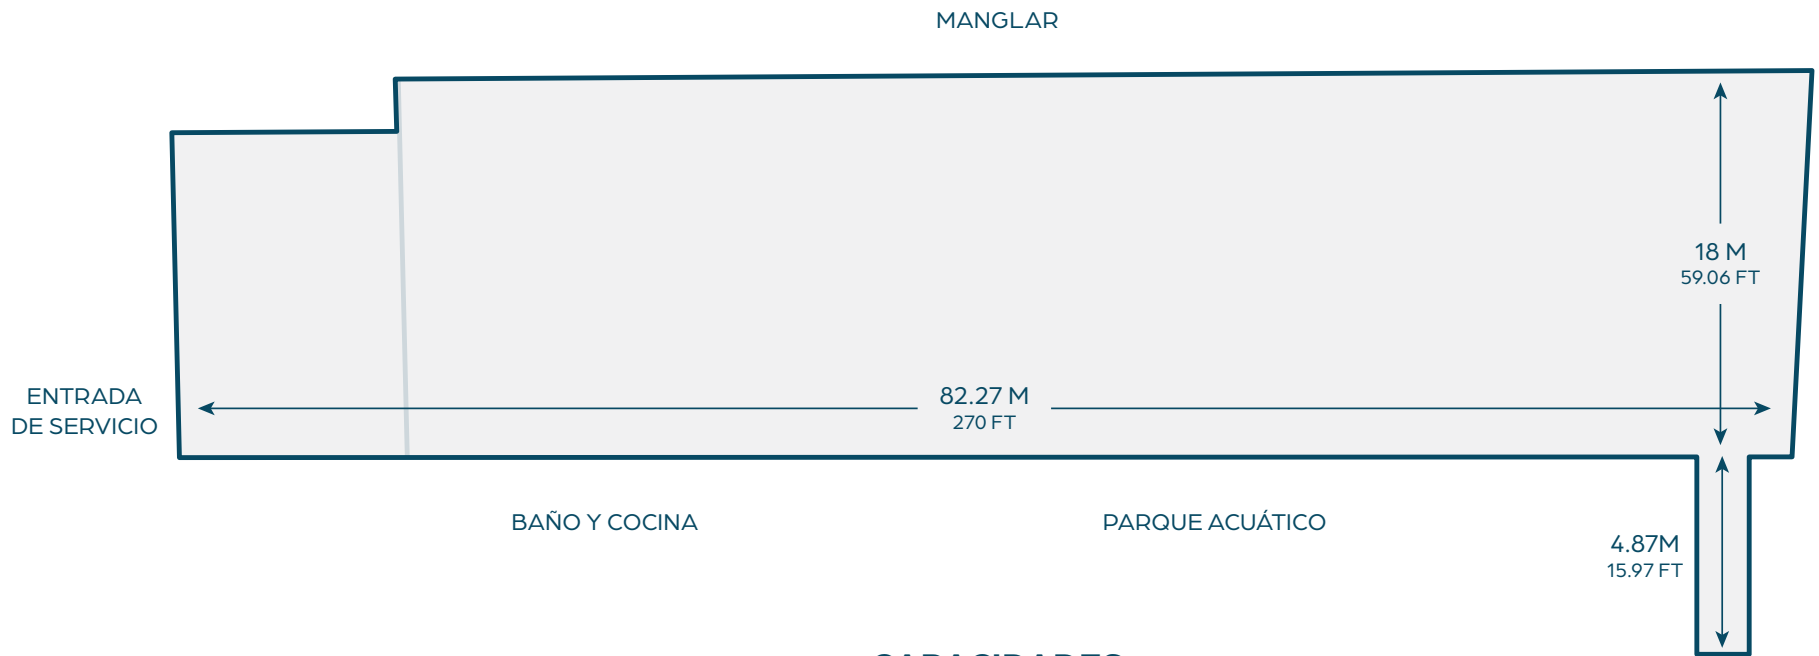 MANGLAR
18 M
59.06 FT
ENTRADA
DE SERVICIO
82.27 M
270 FT
BAÑO Y COCINA
PARQUE ACUÁTICO
4.87M
15.97 FT
CAPACIDADES